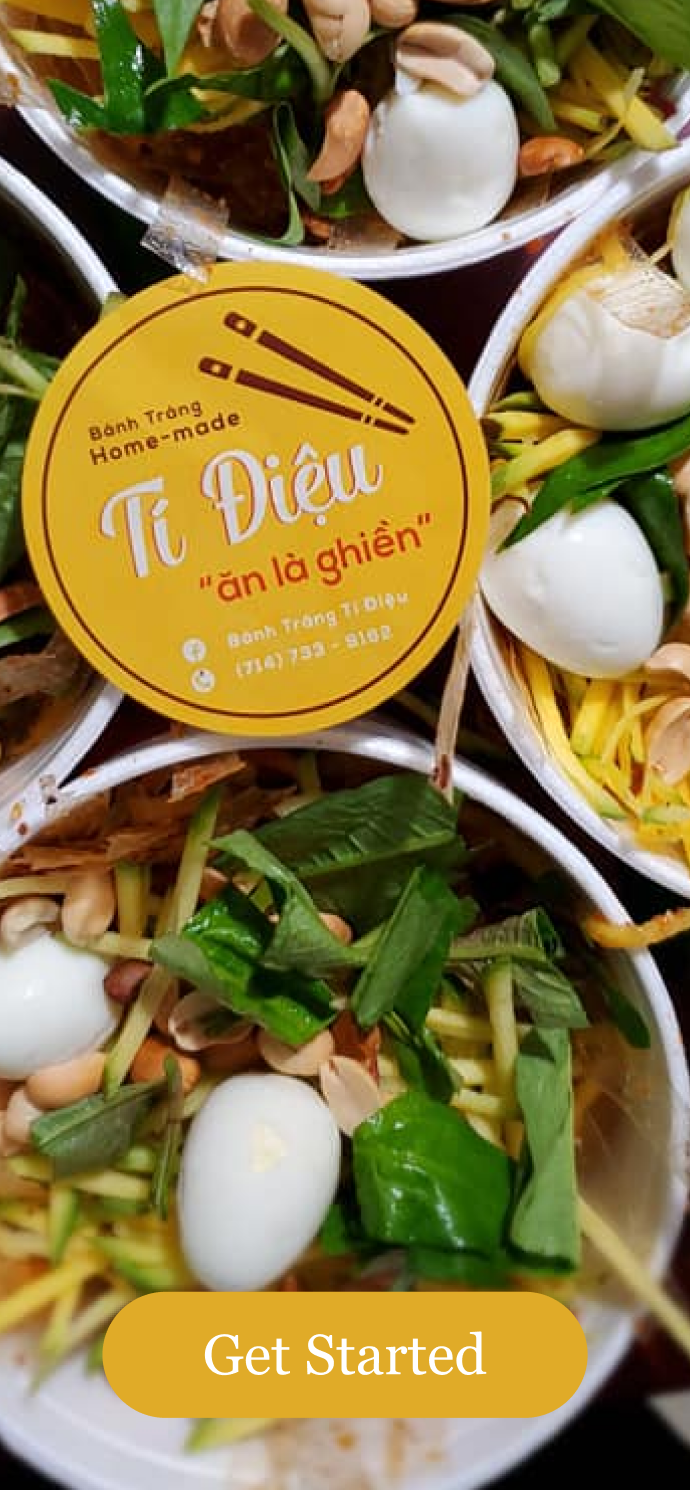 Bánh Tráng
Home-made
Tí Điệu
"ăn là ghiền"
Bánh Tráng Tí Điệu
(714) 733 - 9162
Get Started